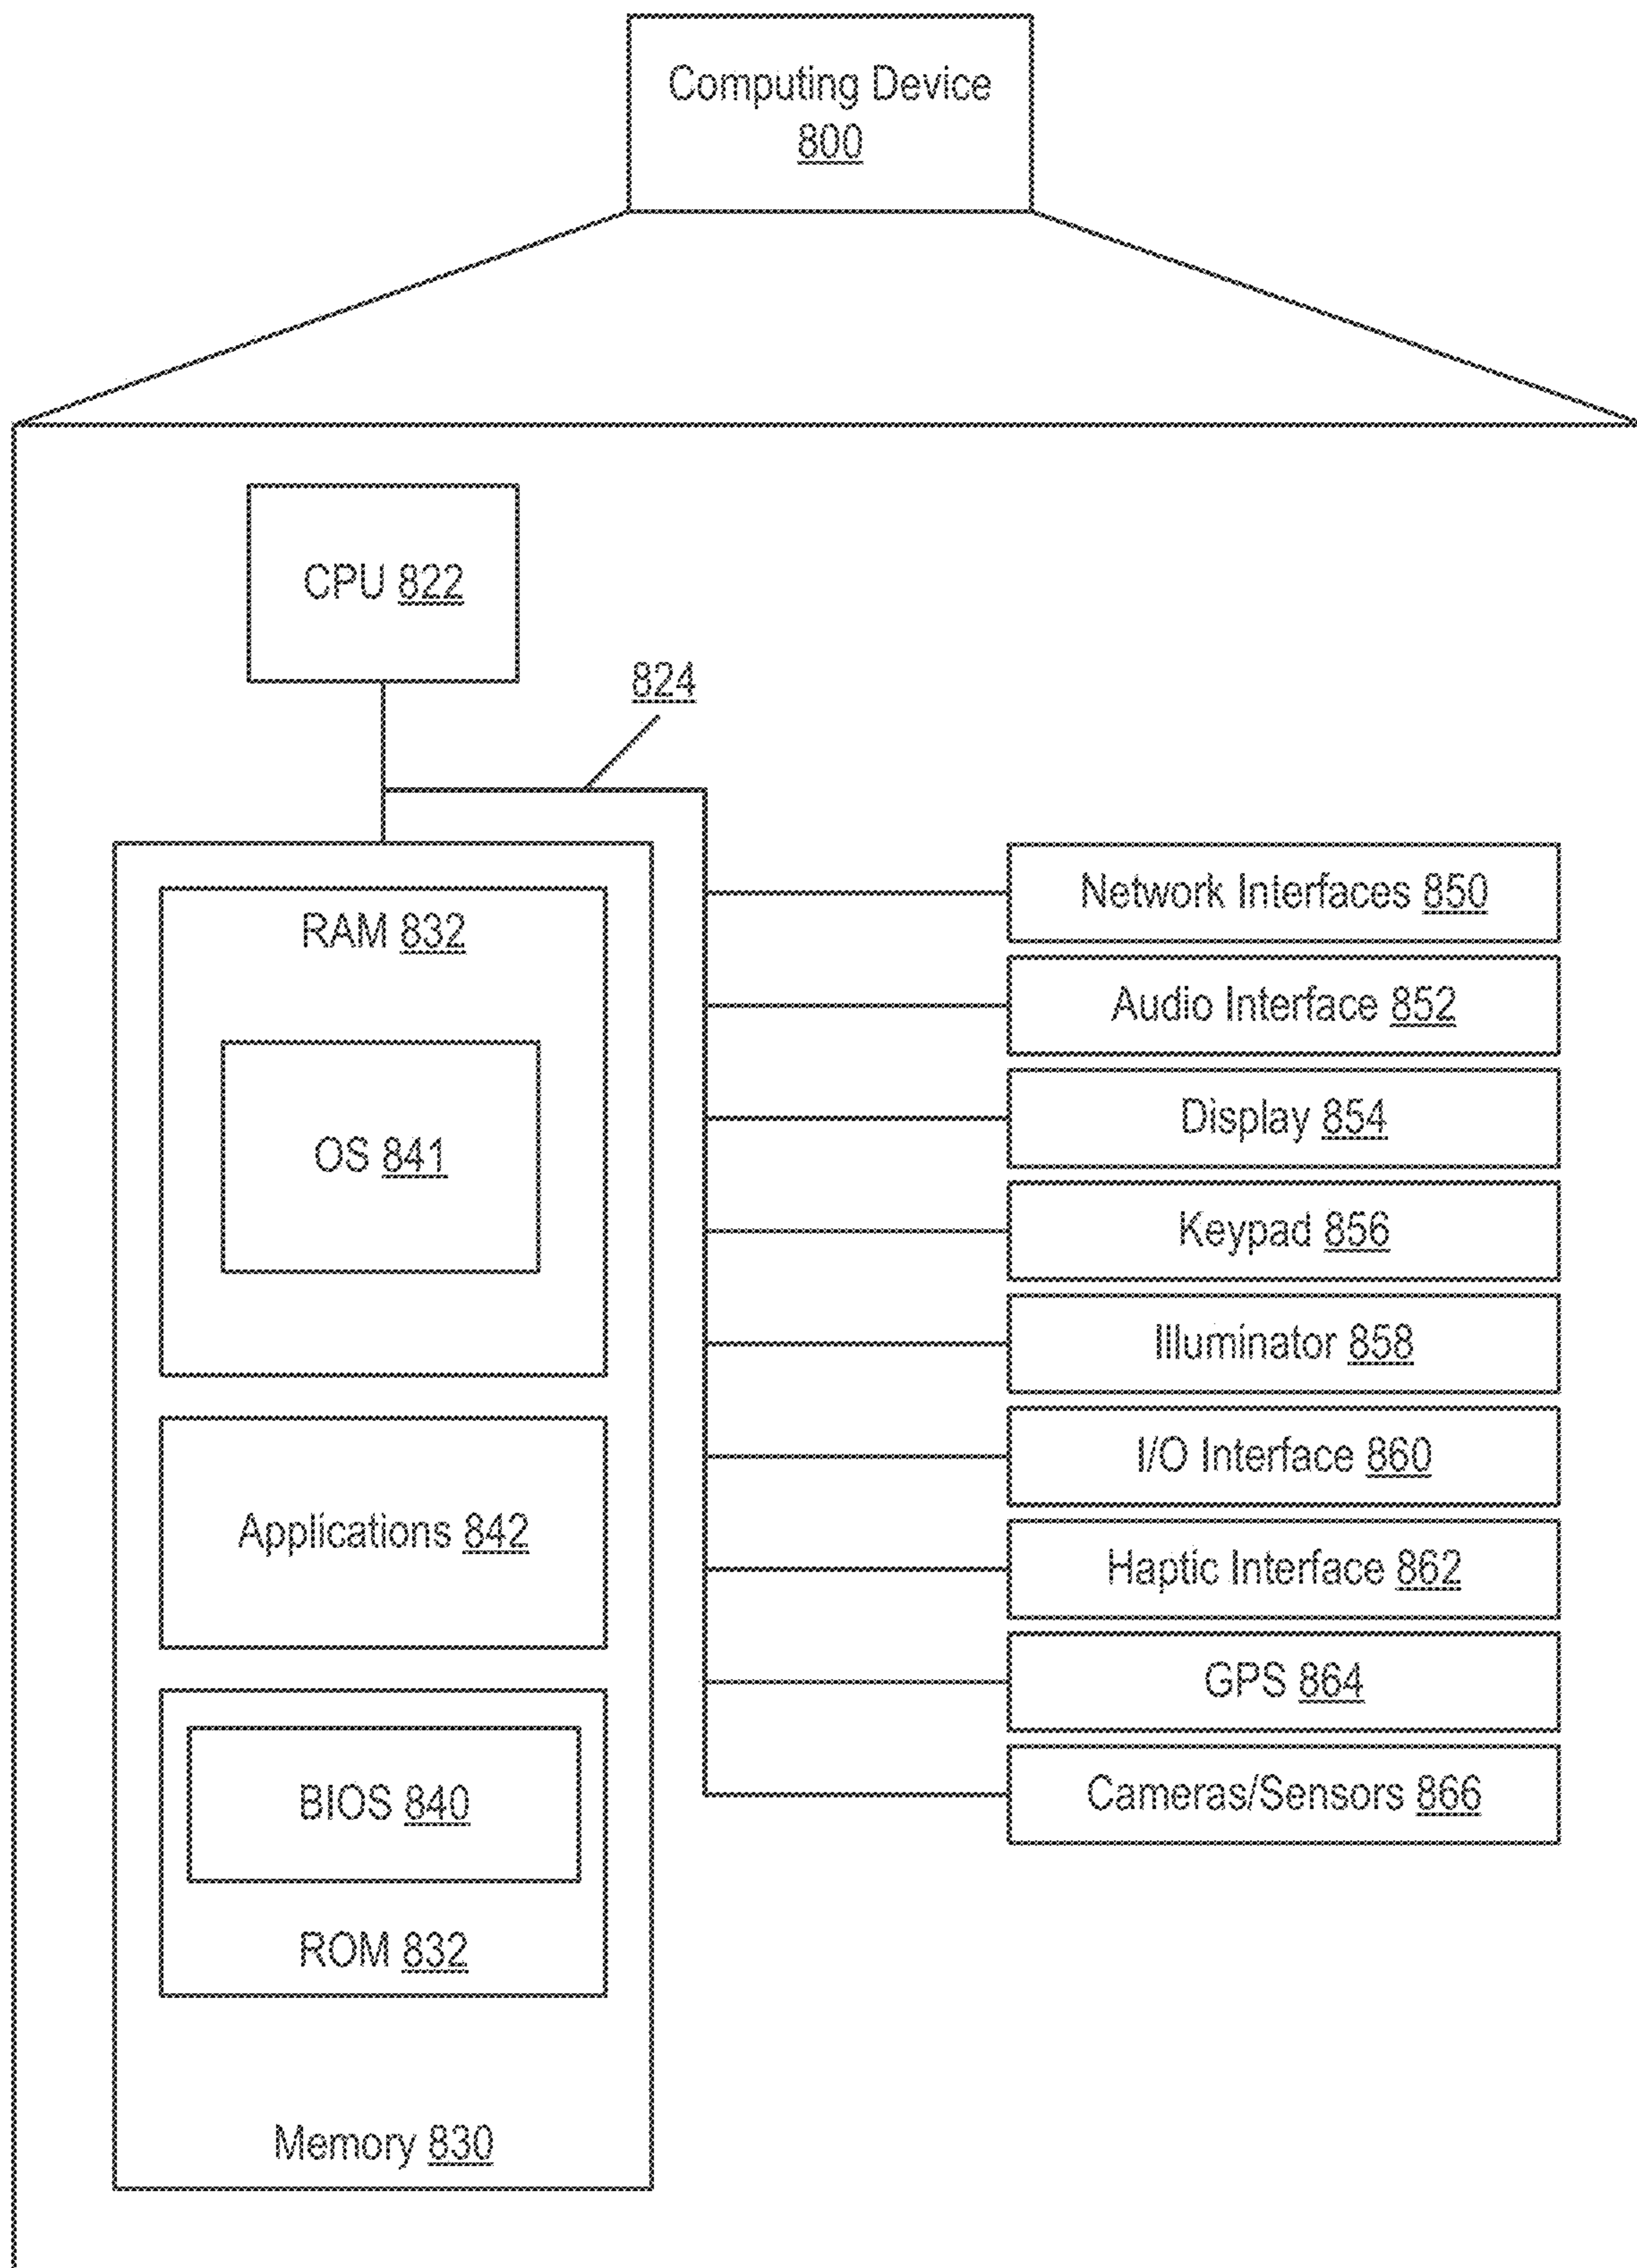 Computing Device
800
CPU 822
824
RAM 832
OS 841
Applications 842
BIOS 840
ROM 832
Memory 830
Network Interfaces 850
Audio Interface 852
Display 854
Keypad 856
Illuminator 858
I/O Interface 860
Haptic Interface 862
GPS 864
Cameras/Sensors 866